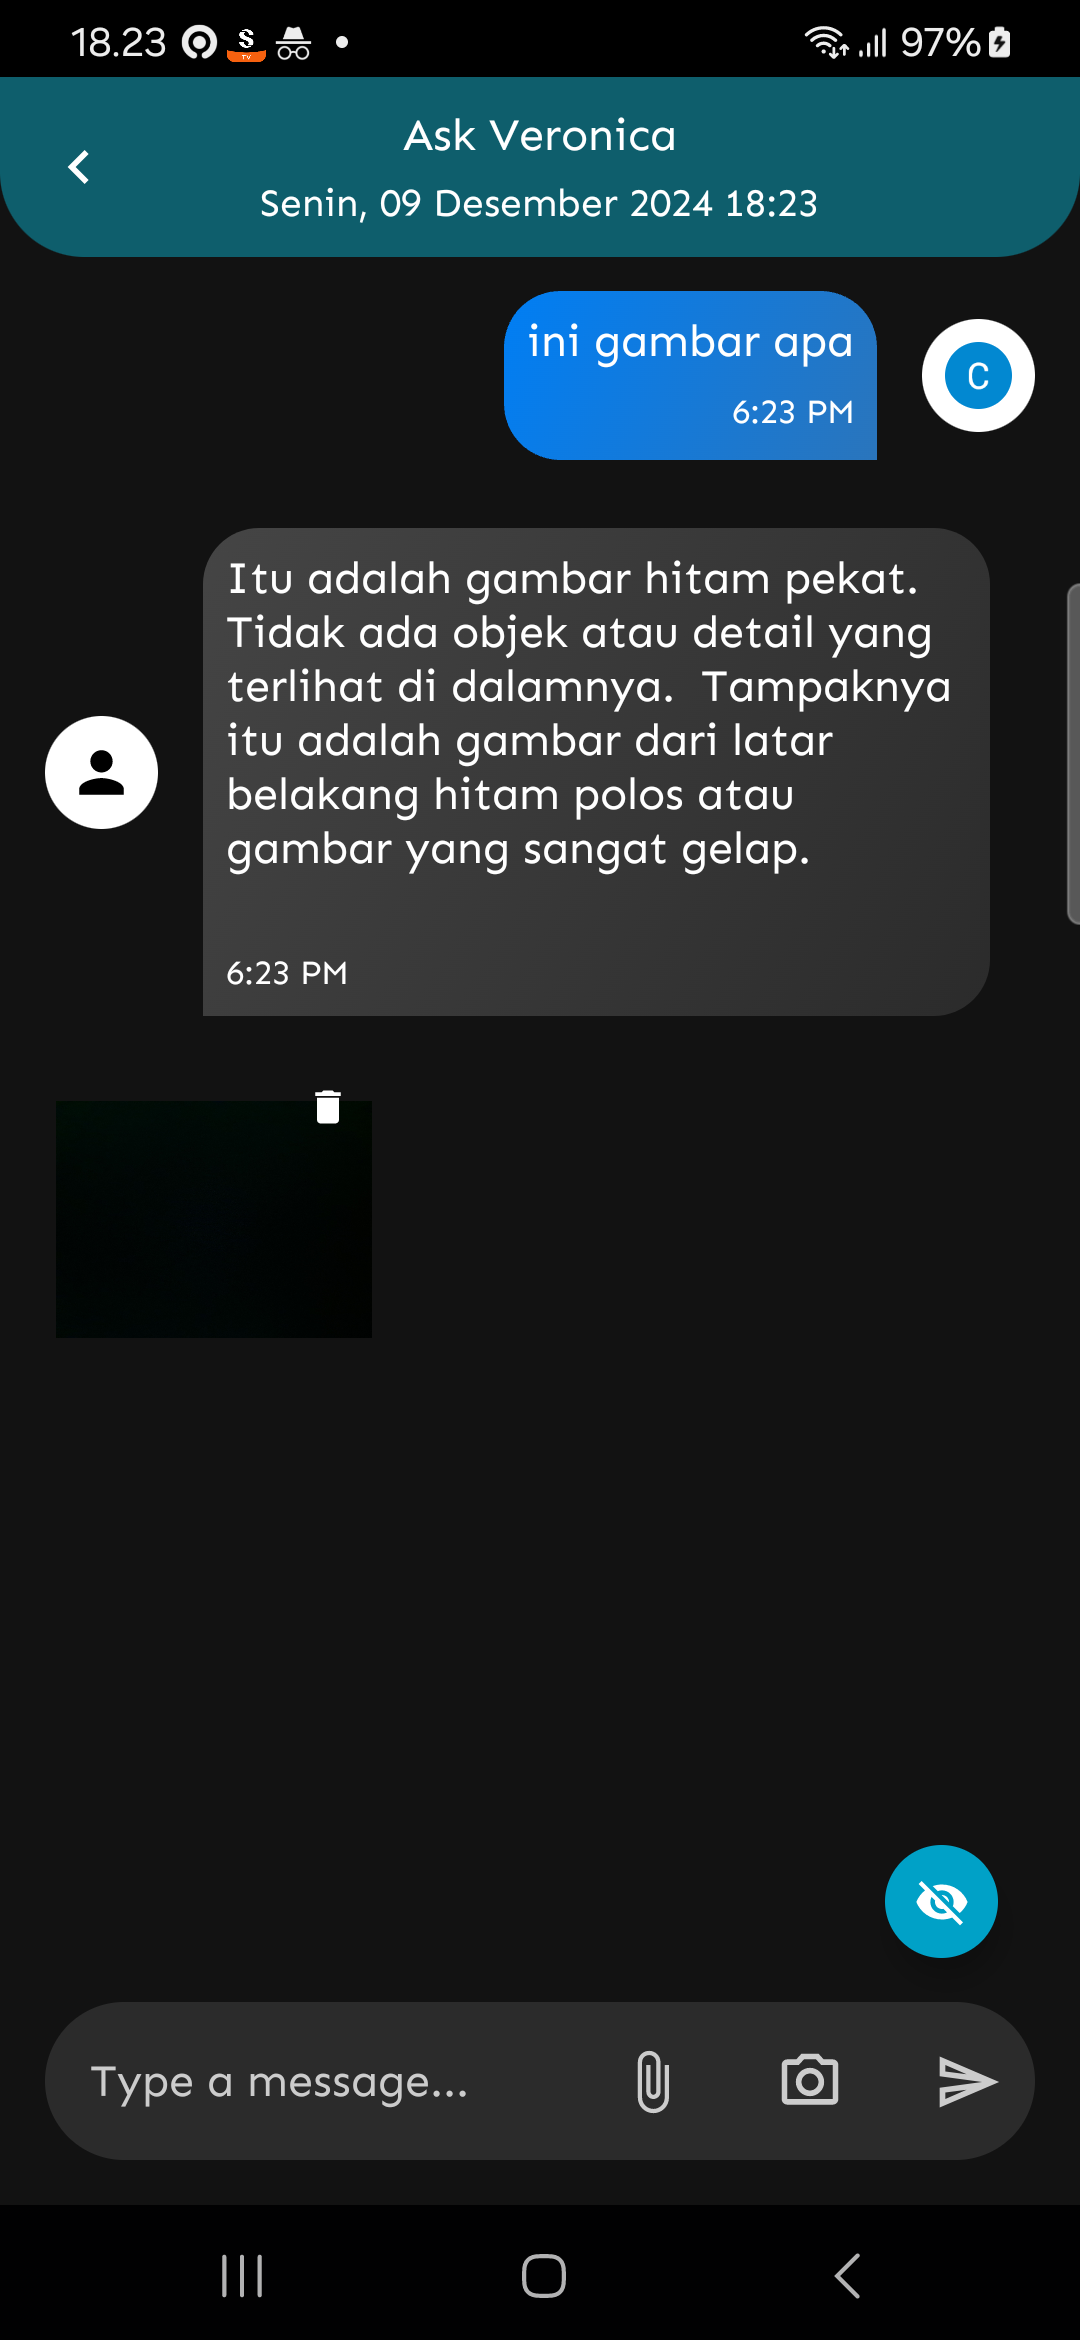 18.23
S
TV
97%
Ask Veronica
Senin, 09 Desember 2024 18:23
ini gambar apa
6:23 PM
C
Itu adalah gambar hitam pekat.
Tidak ada objek atau detail yang
terlihat di dalamnya.  Tampaknya
itu adalah gambar dari latar
belakang hitam polos atau
gambar yang sangat gelap.
6:23 PM
Type a message...